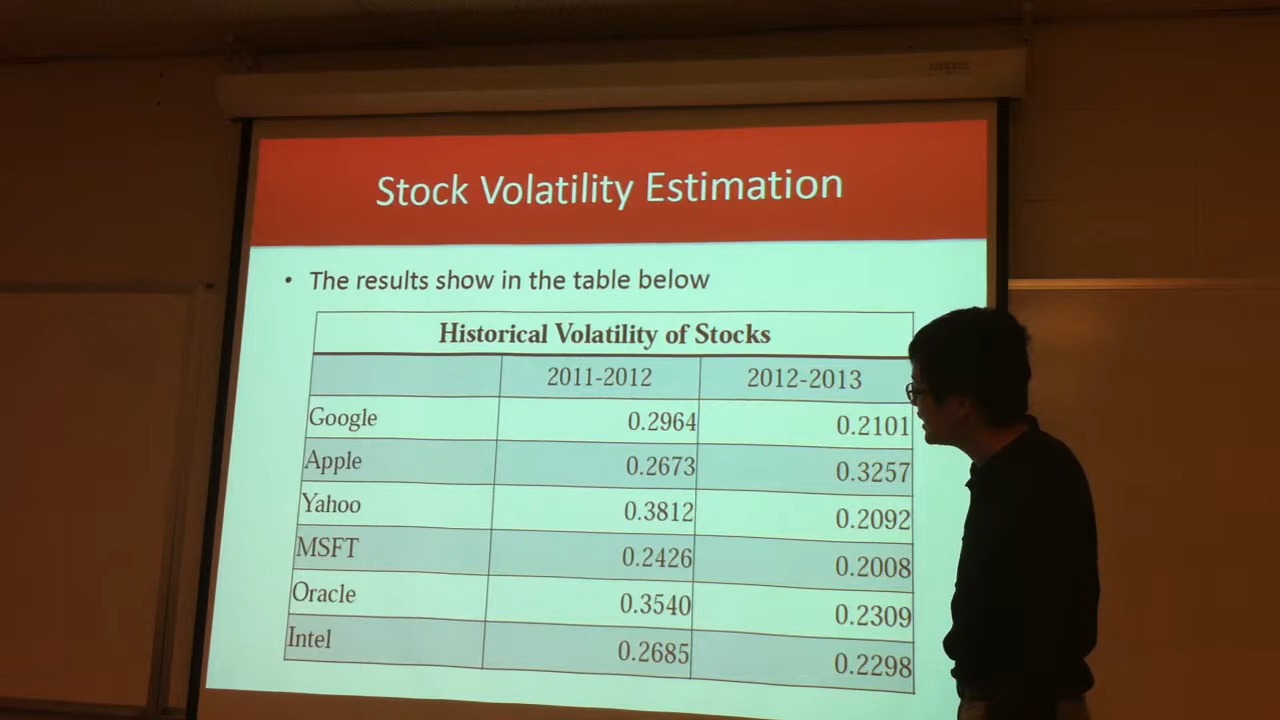 Stock Volatility Estimation
• The results show in the table below
Historical Volatility of Stocks
2011-2012 2012-2013
Google 0.2964 0.2101
Apple 0.2673 0.3257
Yahoo 0.3812 0.2092
MSFT 0.2426 0.2008
Oracle 0.3540 0.2309
Intel 0.2685 0.2298